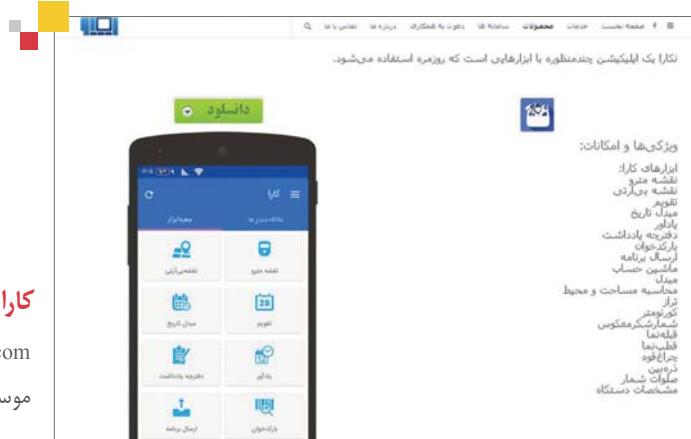 صفحه نخست خدمات محصولات سامانه ها دعوت به همکاری درباره ما تماس با ما
تکارا یک اپلیکیشن چندمنظوره با ابزارهایی است که روزمره استفاده می‌شود.
دانلود
ویژگی‌ها و امکانات:
ابزارهای کارا:
نقشه مترو
نقشه بی‌آرتی
تقویم
مبدل تاریخ
یادآور
دفترچه یادداشت
بارکدخوان
ارسال برنامه
ماشین حساب
مبدل
محاسبه مساحت و محیط
تراز
کورنومتر
شمارشگرمعکوس
قبله‌نما
قطب‌نما
چراغ‌قوه
ذره‌بین
صلوات شمار
مشخصات دستگاه
کارا
علاقه‌مندی‌ها جعبه‌ابزار
نقشه مترو نقشه‌بی‌آرتی
28
تقویم مبدل تاریخ
یادآور دفترچه یادداشت
بارکدخوان ارسال برنامه
کارا
com
موس